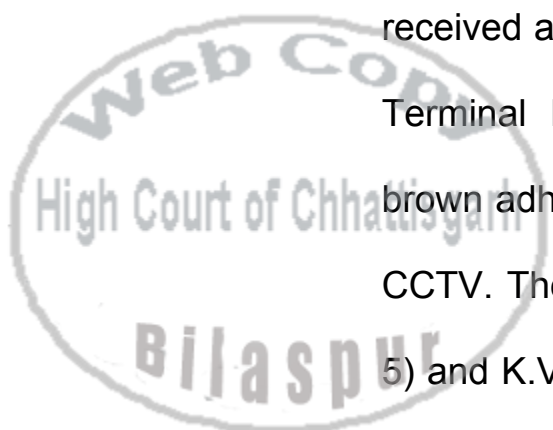 received a
Terminal
brown adh
CCTV. The
5) and K.V
Web Copy
High Court of Chhattisgarh
Bilaspur